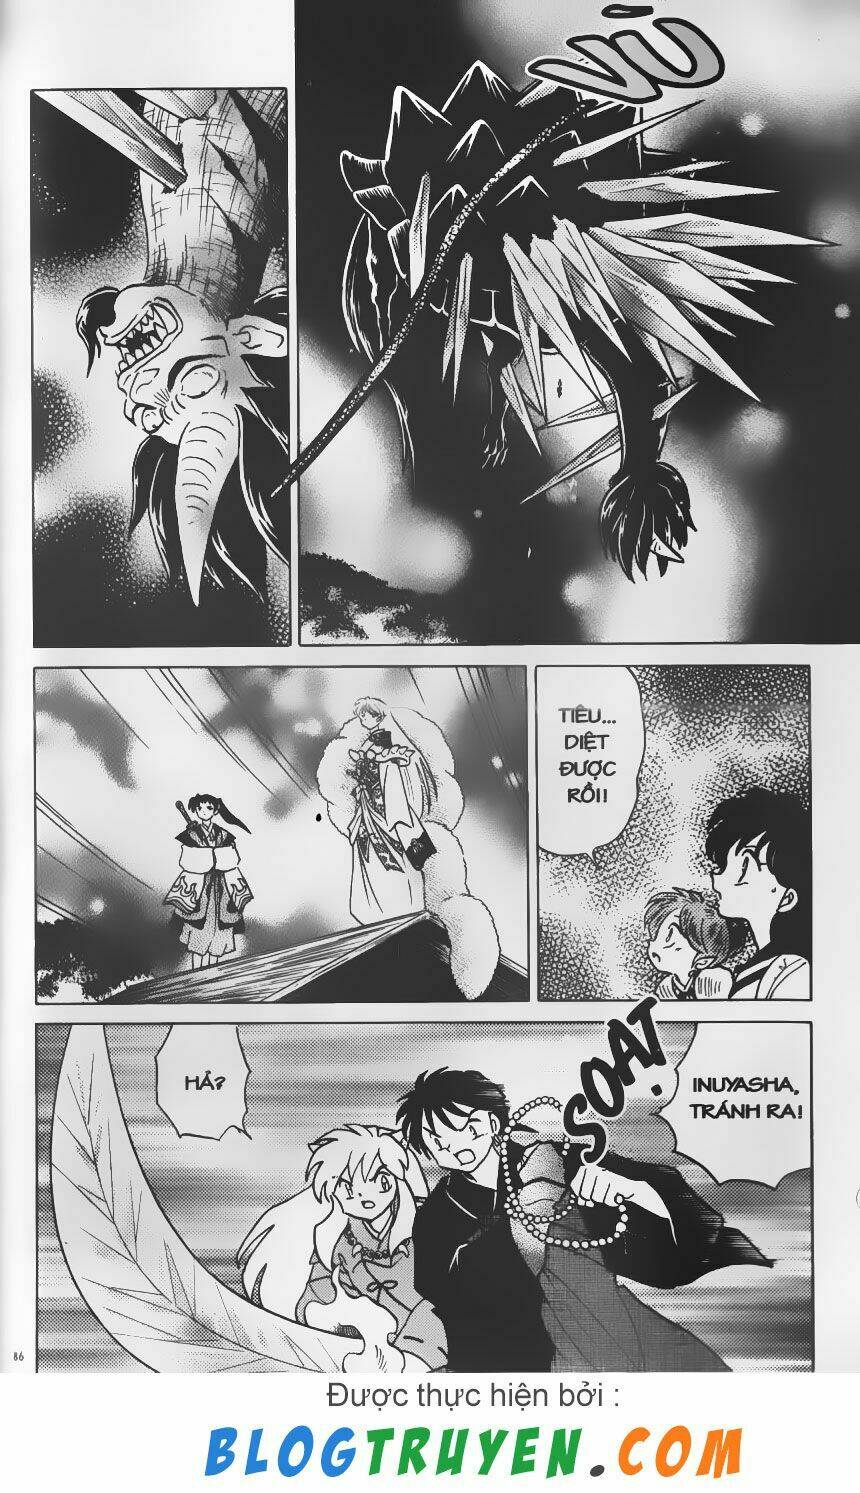 VÙ
TIÊU...
DIỆT
ĐƯỢC
RỒI!
INUYASHA,
TRÁNH RA!
SOẠT
HẢ?
86
Được thực hiện bởi :
BLOGTRUYEN.COM